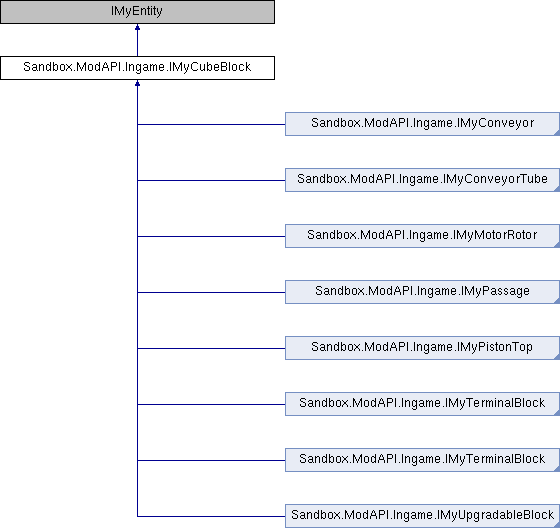 IMyEntity
Sandbox.ModAPI.Ingame.IMyCubeBlock
Sandbox.ModAPI.Ingame.IMyConveyor
Sandbox.ModAPI.Ingame.IMyConveyorTube
Sandbox.ModAPI.Ingame.IMyMotorRotor
Sandbox.ModAPI.Ingame.IMyPassage
Sandbox.ModAPI.Ingame.IMyPistonTop
Sandbox.ModAPI.Ingame.IMyTerminalBlock
Sandbox.ModAPI.Ingame.IMyTerminalBlock
Sandbox.ModAPI.Ingame.IMyUpgradableBlock